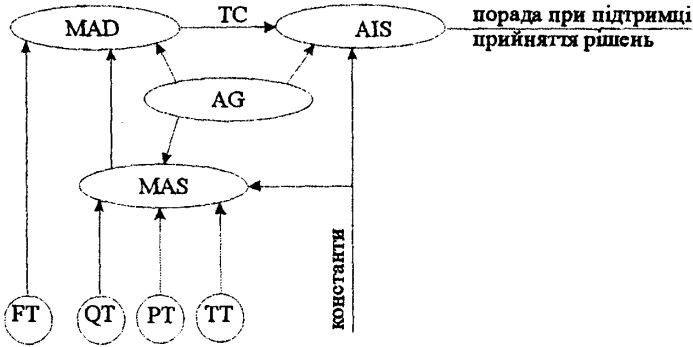 MAD
TC
AIS
порада при підтримці
прийняття рішень
AG
MAS
константи
FT
QT
PT
TT